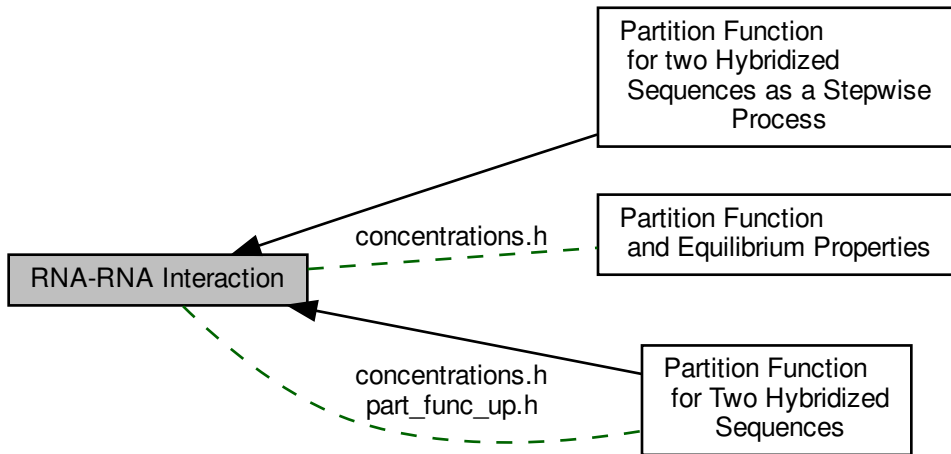 Partition Function
for two Hybridized
Sequences as a Stepwise
Process
concentrations.h
Partition Function
and Equilibrium Properties
RNA-RNA Interaction
concentrations.h
part_func_up.h
Partition Function
for Two Hybridized
Sequences